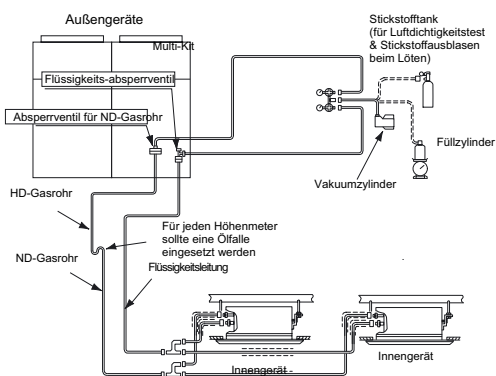 Außengeräte
Multi-Kit
Flüssigkeits-absperrventil
Absperrventil für ND-Gasrohr
Stickstofftank
(für Luftdichtigkeitstest
& Stickstoffausblasen
beim Löten)
Füllzylinder
Vakuumzylinder
HD-Gasrohr
Für jeden Höhenmeter
sollte eine Ölfalle
eingesetzt werden
ND-Gasrohr
Flüssigkeitsleitung
Innengerät
Innengerät